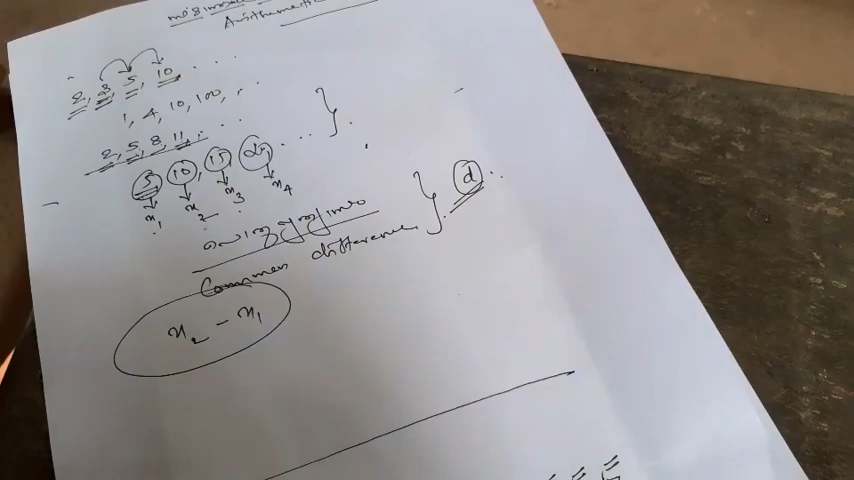 2, 3, 5, 10 . . . .
1, 4, 10, 100, . . .
2, 5, 8, 11, . . .
5 10, 15 20 . . .
x1 x2 x3 x4
പൊതുവ്യത്യാസം
Common difference } d
x2 - x1